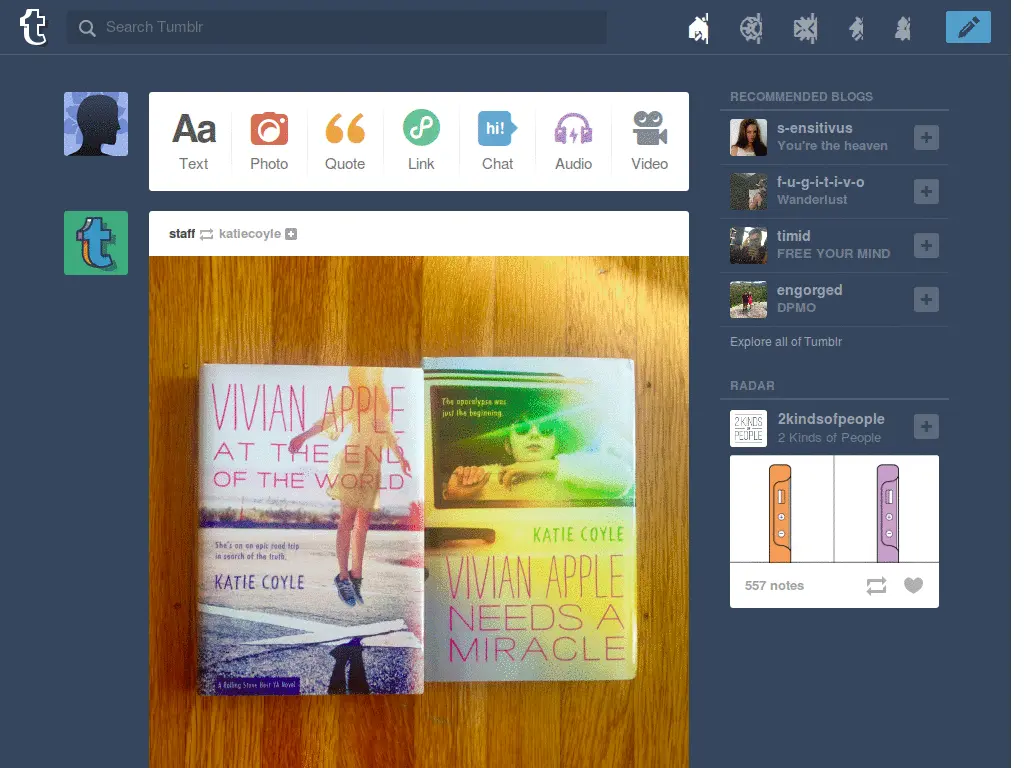 t
Search Tumblr
Aa
Text
Photo
Quote
Link
hi!
Chat
Audio
Video
staff katiecoyle
t
VIVIAN APPLE
AT THE END
OF THE WORLD
She's on an epic road trip
in search of the truth.
KATIE COYLE
A Rolling Stone Best YA Novel
The apocalypse was
just the beginning.
KATIE COYLE
VIVIAN APPLE
NEEDS A
MIRACLE
RECOMMENDED BLOGS
s-ensitivus
You're the heaven
f-u-g-i-t-i-v-o
Wanderlust
timid
FREE YOUR MIND
engorged
DPMO
Explore all of Tumblr
RADAR
2 KINDS
OF
PEOPLE
2kindsofpeople
2 Kinds of People
557 notes